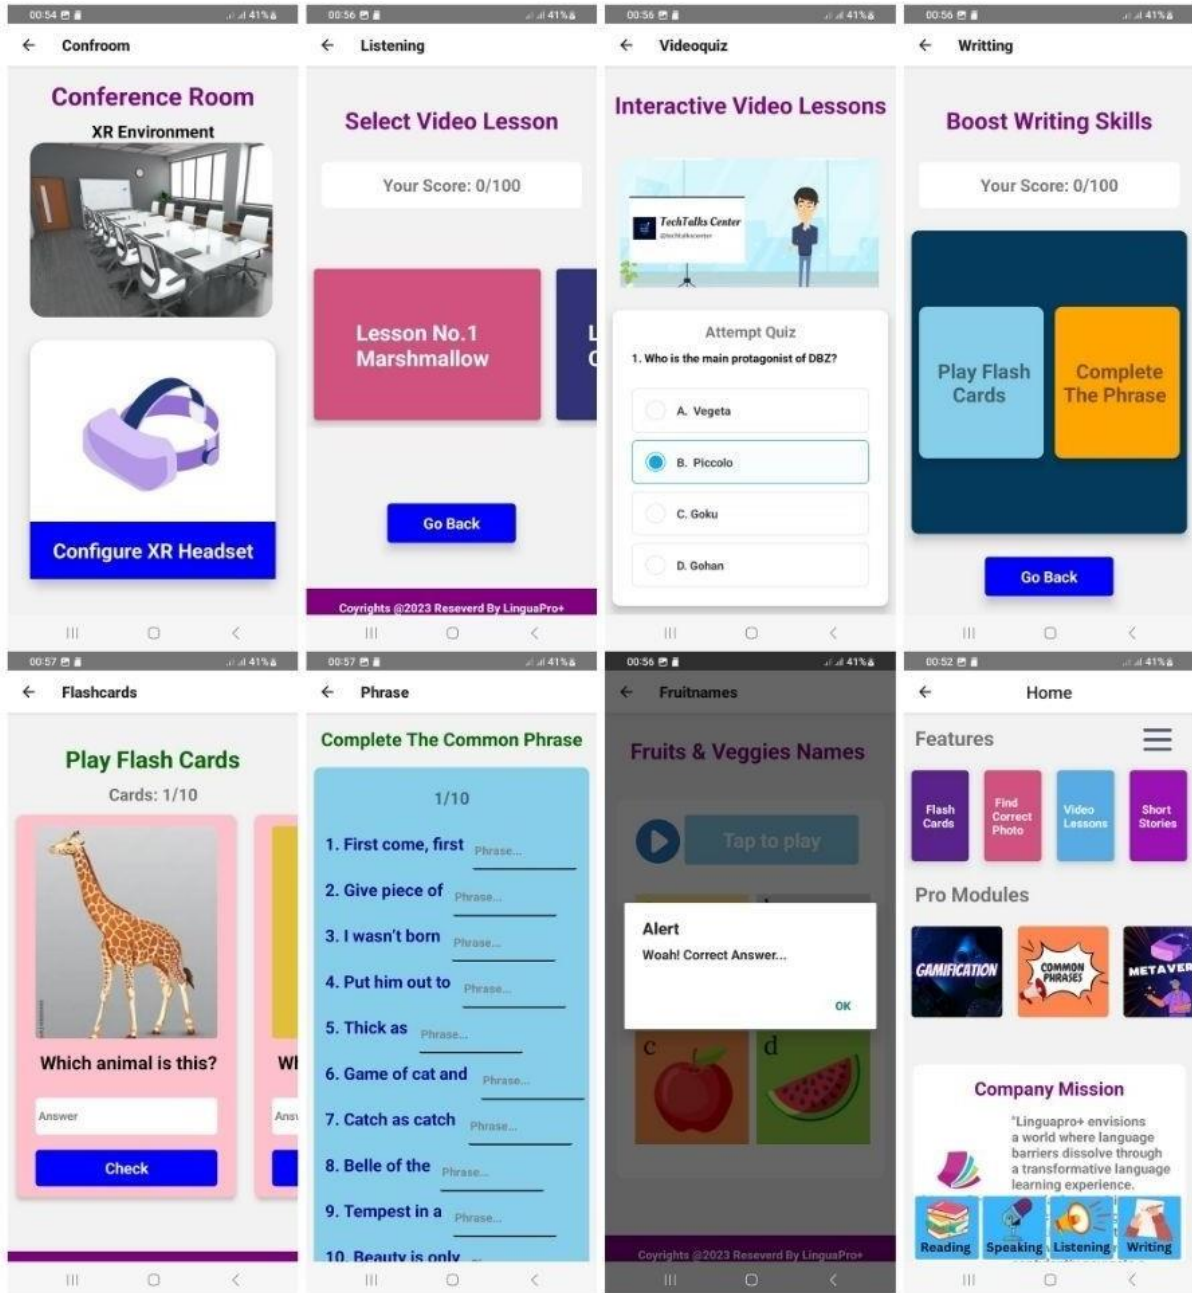 00:54
41%
Confroom
Conference Room
XR Environment
Configure XR Headset
00:56
41%
Listening
Select Video Lesson
Your Score: 0/100
Lesson No.1
Marshmallow
Go Back
Coyrights @2023 Reseverd By LinguaPro+
00:56
41%
Videoquiz
Interactive Video Lessons
TechTalks Center
@techtalkscenter
Attempt Quiz
1. Who is the main protagonist of DBZ?
A. Vegeta
B. Piccolo
C. Goku
D. Gohan
00:56
41%
Writting
Boost Writing Skills
Your Score: 0/100
Play Flash
Cards
Complete
The Phrase
Go Back
00:57
41%
Flashcards
Play Flash Cards
Cards: 1/10
Which animal is this?
Answer
Check
00:57
41%
Phrase
Complete The Common Phrase
1/10
1. First come, first Phrase...
2. Give piece of Phrase...
3. I wasn't born Phrase...
4. Put him out to Phrase...
5. Thick as Phrase...
6. Game of cat and Phrase...
7. Catch as catch Phrase...
8. Belle of the Phrase...
9. Tempest in a Phrase...
10. Beauty is only
00:56
41%
Fruitnames
Fruits & Veggies Names
Tap to play
Alert
Woah! Correct Answer...
OK
c
d
Coyrights @2023 Reseverd By LinguaPro+
00:52
41%
Home
Features
Flash
Cards
Find
Correct
Photo
Video
Lessons
Short
Stories
Pro Modules
GAMIFICATION
COMMON
PHRASES
METAVER
Company Mission
"Linguapro+ envisions
a world where language
barriers dissolve through
a transformative language
learning experience.
Reading
Speaking
Listening
Writing